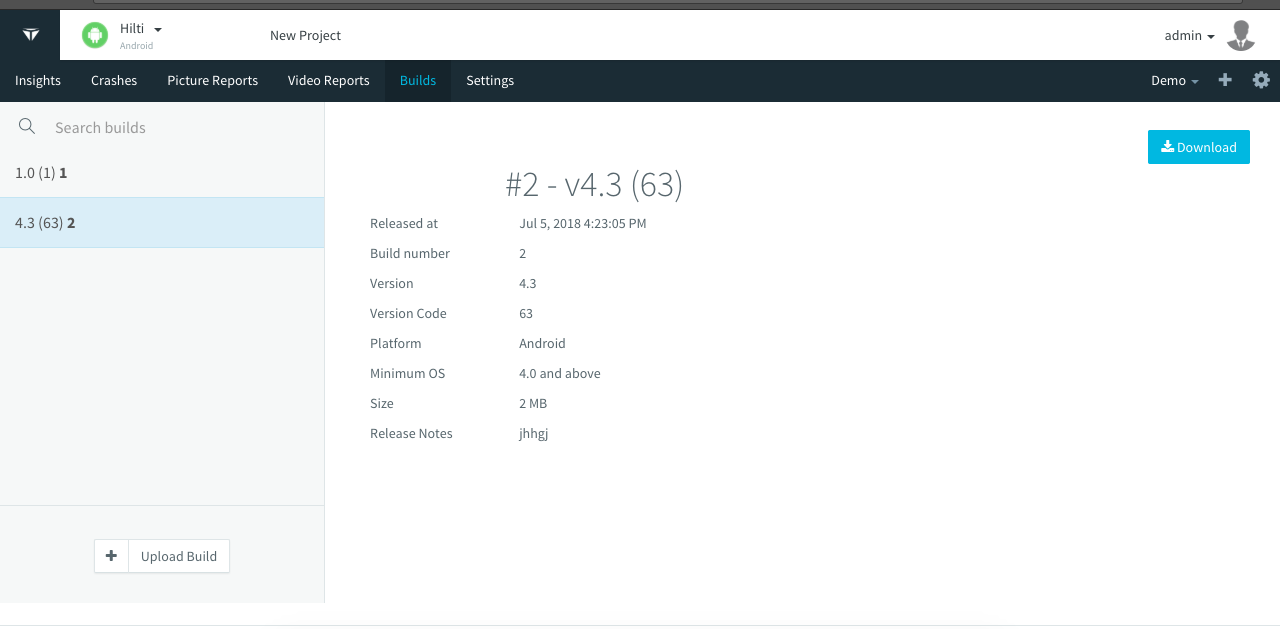 Hilti
Android
New Project
admin
Insights Crashes Picture Reports Video Reports Builds Settings Demo
Search builds
1.0 (1) 1
4.3 (63) 2
Upload Build
Download
#2 - v4.3 (63)
Released at Jul 5, 2018 4:23:05 PM
Build number 2
Version 4.3
Version Code 63
Platform Android
Minimum OS 4.0 and above
Size 2 MB
Release Notes jhhgj